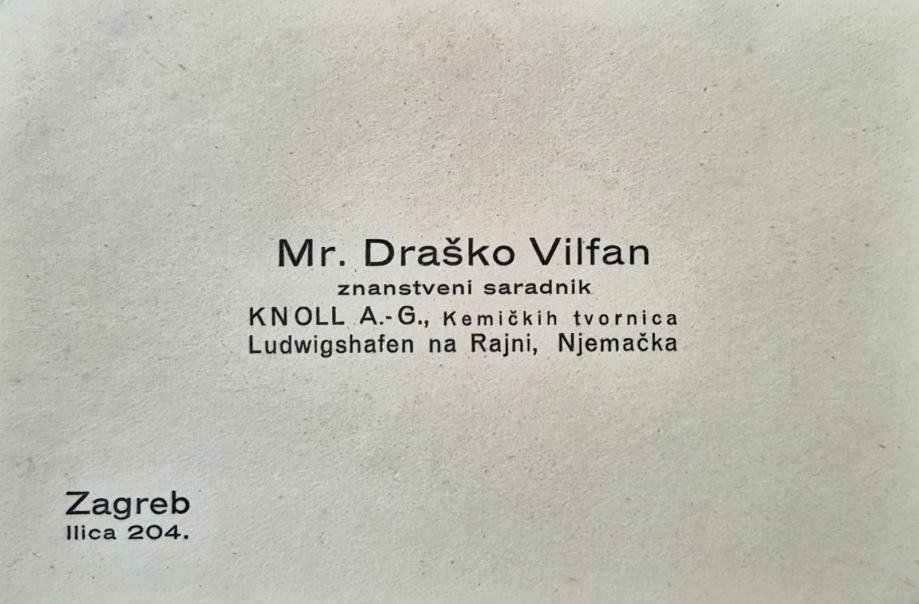 Mr. Draško Vilfan
znanstveni saradnik
KNOLL A.-G., Kemičkih tvornica
Ludwigshafen na Rajni, Njemačka
Zagreb
Ilica 204.